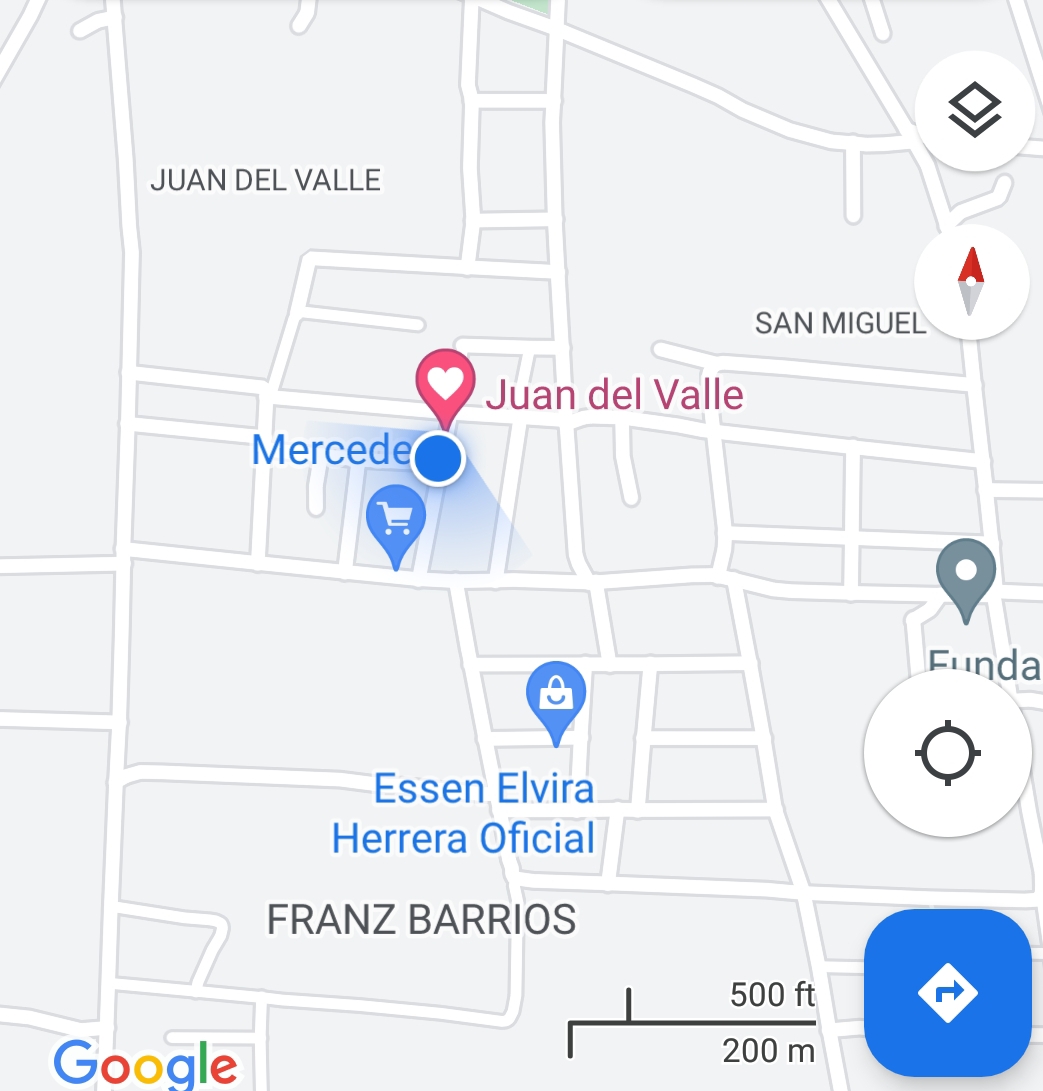 JUAN DEL VALLE
SAN MIGUEL
Juan del Valle
Mercede
Funda
Essen Elvira
Herrera Oficial
FRANZ BARRIOS
500 ft
200 m
Google